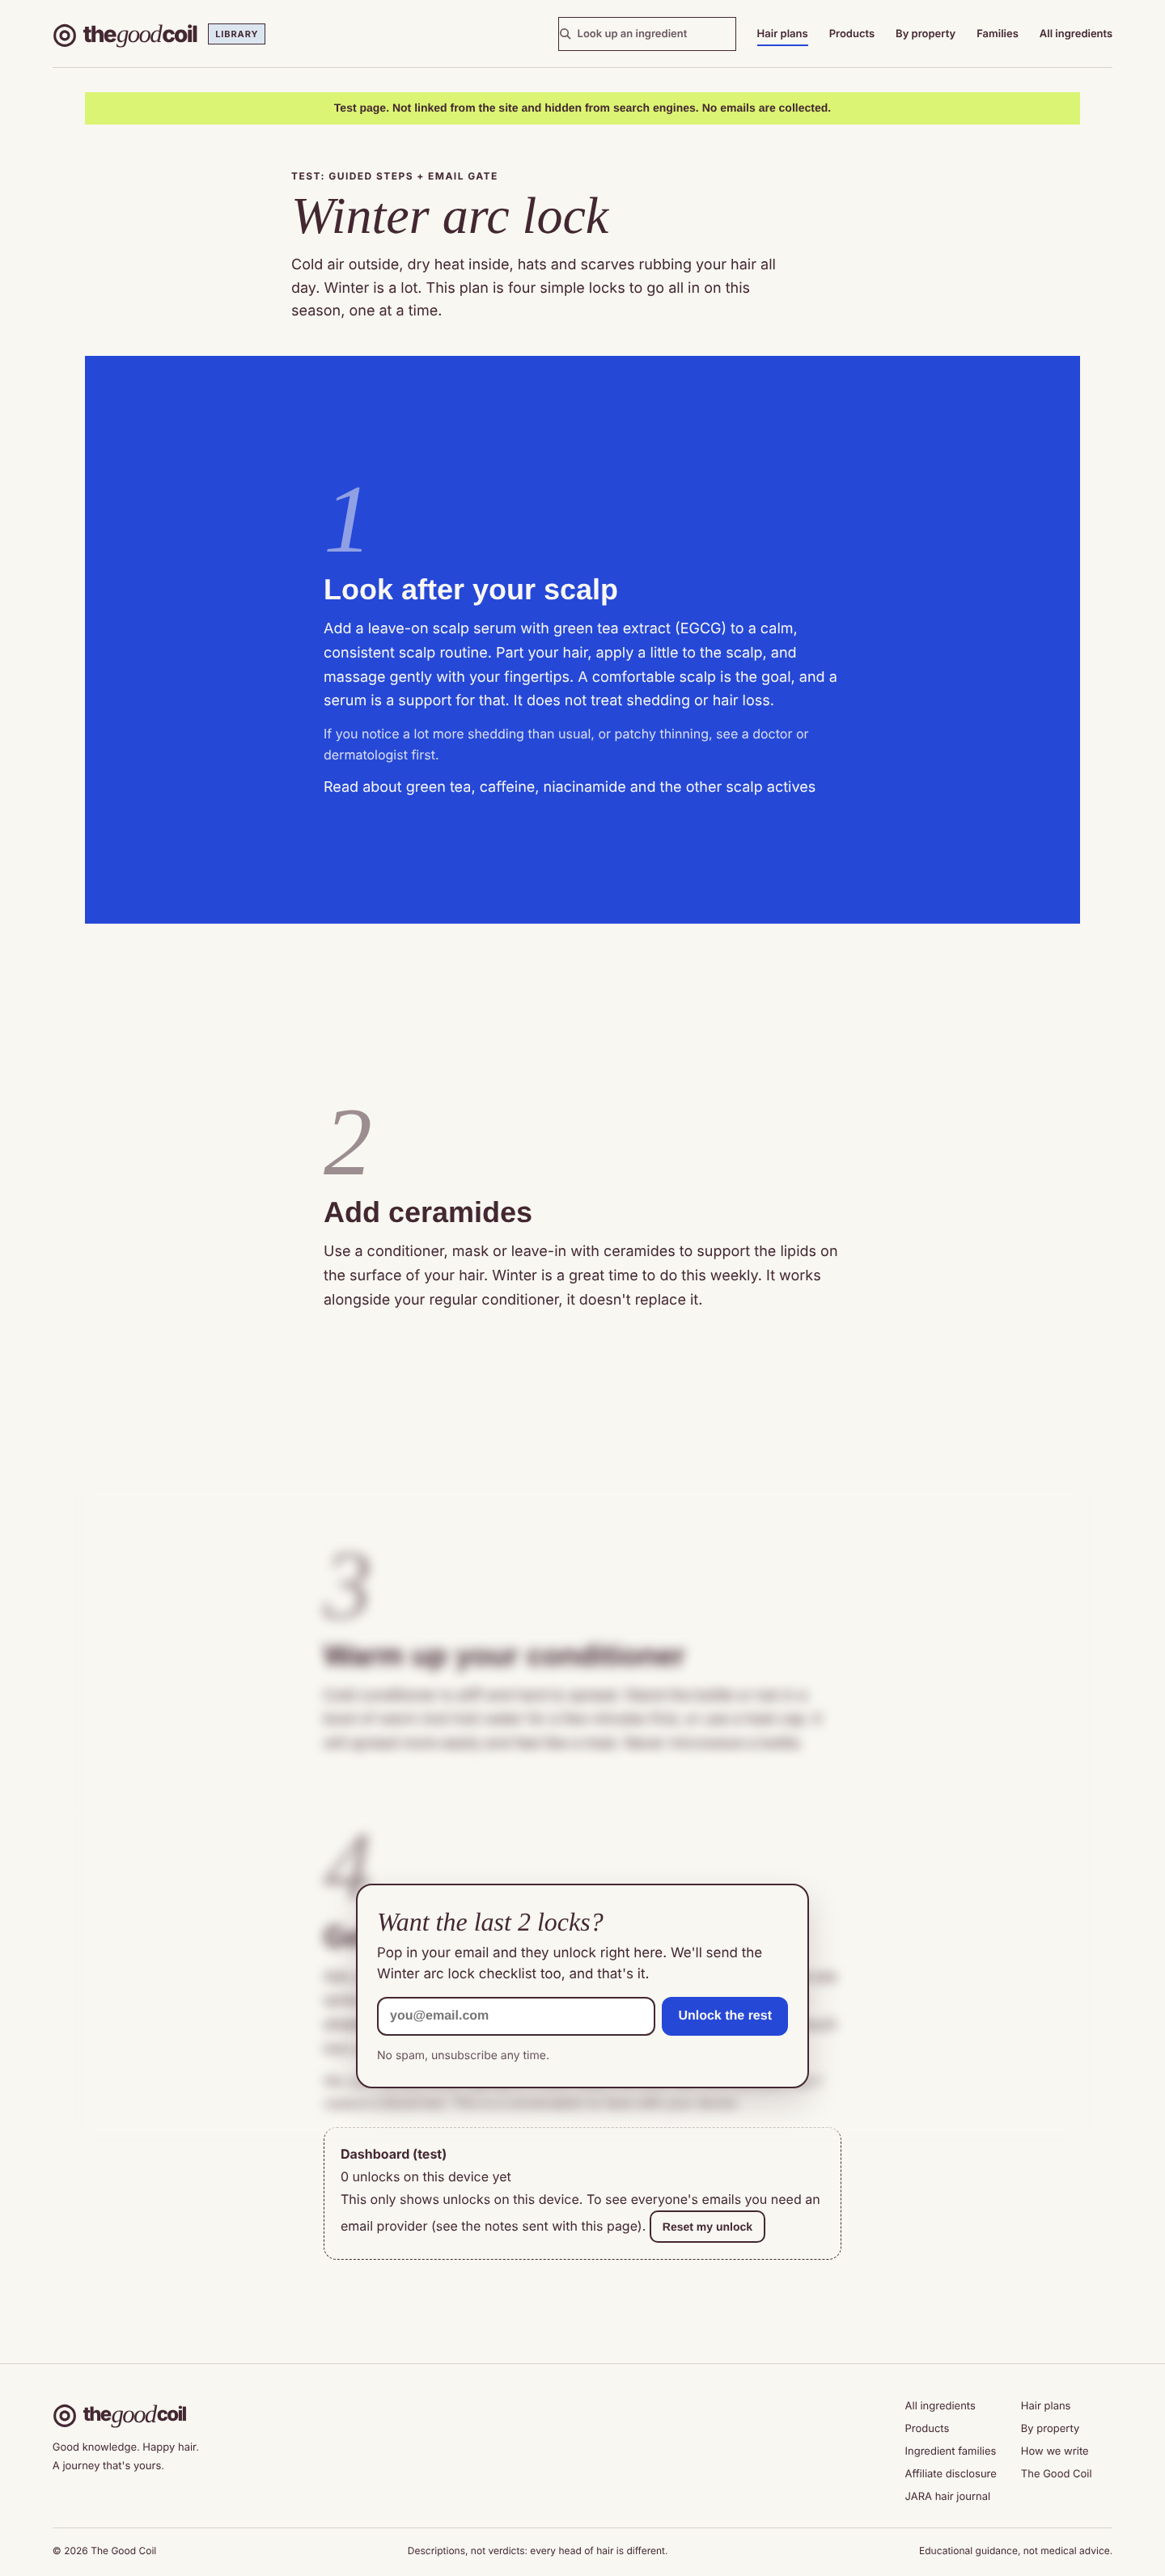 thegoodcoil LIBRARY
Look up an ingredient
Hair plans Products By property Families All ingredients
Test page. Not linked from the site and hidden from search engines. No emails are collected.
TEST: GUIDED STEPS + EMAIL GATE
Winter arc lock
Cold air outside, dry heat inside, hats and scarves rubbing your hair all
day. Winter is a lot. This plan is four simple locks to go all in on this
season, one at a time.
1
Look after your scalp
Add a leave-on scalp serum with green tea extract (EGCG) to a calm,
consistent scalp routine. Part your hair, apply a little to the scalp, and
massage gently with your fingertips. A comfortable scalp is the goal, and a
serum is a support for that. It does not treat shedding or hair loss.
If you notice a lot more shedding than usual, or patchy thinning, see a doctor or
dermatologist first.
Read about green tea, caffeine, niacinamide and the other scalp actives
2
Add ceramides
Use a conditioner, mask or leave-in with ceramides to support the lipids on
the surface of your hair. Winter is a great time to do this weekly. It works
alongside your regular conditioner, it doesn't replace it.
3
Warm up your conditioner
4
Want the last 2 locks?
Pop in your email and they unlock right here. We'll send the
Winter arc lock checklist too, and that's it.
you@email.com Unlock the rest
No spam, unsubscribe any time.
Dashboard (test)
0 unlocks on this device yet
This only shows unlocks on this device. To see everyone's emails you need an
email provider (see the notes sent with this page). Reset my unlock
thegoodcoil
Good knowledge. Happy hair.
A journey that's yours.
All ingredients Hair plans
Products By property
Ingredient families How we write
Affiliate disclosure The Good Coil
JARA hair journal
© 2026 The Good Coil Descriptions, not verdicts: every head of hair is different. Educational guidance, not medical advice.